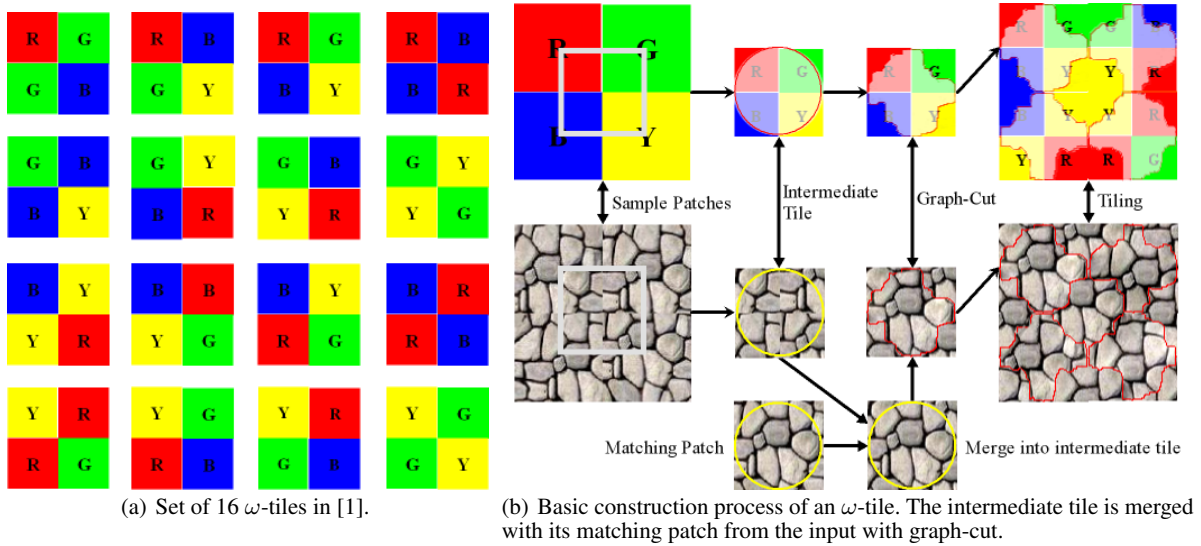 R G R B R G R B
G B G Y B Y B R
G B G Y G B G Y
B Y B R Y R Y G
B Y B B B Y B R
Y R Y G R G R B
Y R Y G Y R Y G
R G R B G B G Y
(a) Set of 16 ω-tiles in [1].
R G
B Y
R G
B Y
R G
B Y
R G G B
B Y Y R
B Y Y R
Y R R G
Sample Patches
Intermediate
Tile
Graph-Cut
Tiling
Matching Patch
Merge into intermediate tile
(b) Basic construction process of an ω-tile. The intermediate tile is merged
with its matching patch from the input with graph-cut.